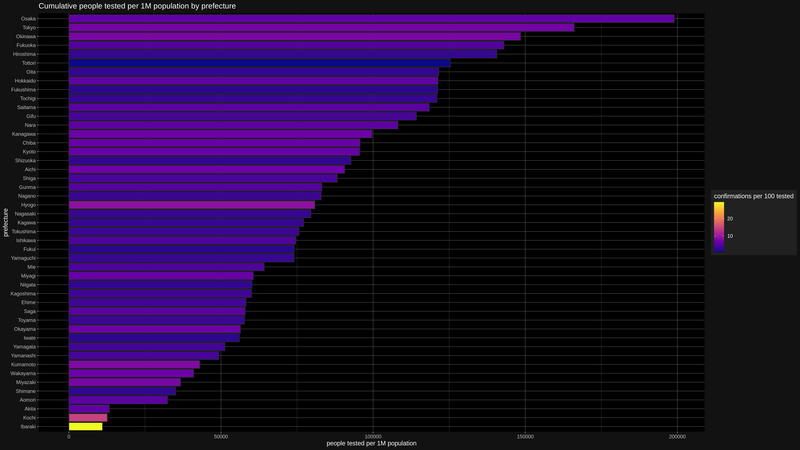 Cumulative people tested per 1M population by prefecture
Osaka
Tokyo
Okinawa
Fukuoka
Hiroshima
Tottori
Oita
Hokkaido
Fukushima
Tochigi
Saitama
Gifu
Nara
Kanagawa
Chiba
Kyoto
Shizuoka
Aichi
Shiga
Gunma
Nagano
Hyogo
Nagasaki
Kagawa
Tokushima
Ishikawa
Fukui
Yamaguchi
Mie
Miyagi
Niigata
Kagoshima
Ehime
Saga
Toyama
Okayama
Iwate
Yamagata
Yamanashi
Kumamoto
Wakayama
Miyazaki
Shimane
Aomori
Akita
Kochi
Ibaraki
prefecture
0 50000 100000 150000 200000
people tested per 1M population
confirmations per 100 tested
20
10